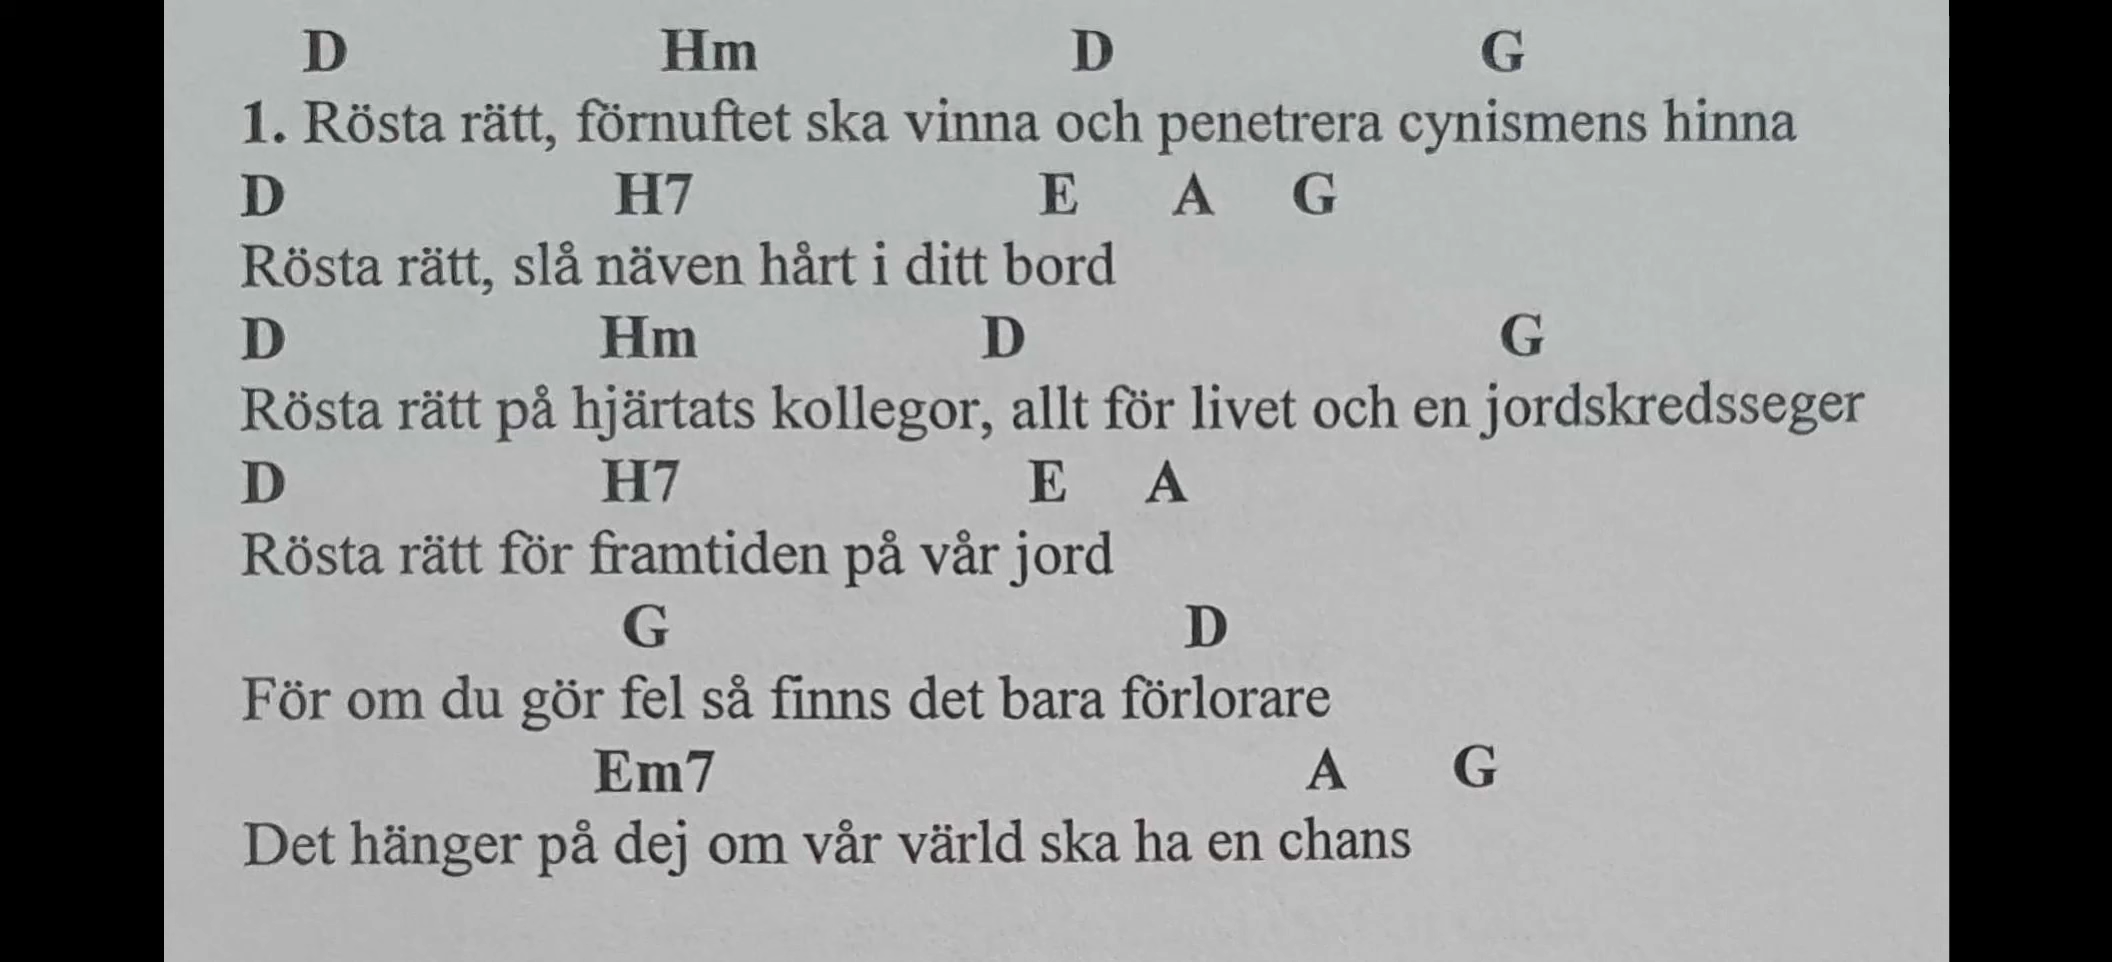 D Hm D G
1. Rösta rätt, förnuftet ska vinna och penetrera cynismens hinna
D H7 E A G
Rösta rätt, slå näven hårt i ditt bord
D Hm D G
Rösta rätt på hjärtats kollegor, allt för livet och en jordskredsseger
D H7 E A
Rösta rätt för framtiden på vår jord
G D
För om du gör fel så finns det bara förlorare
Em7 A G
Det hänger på dej om vår värld ska ha en chans